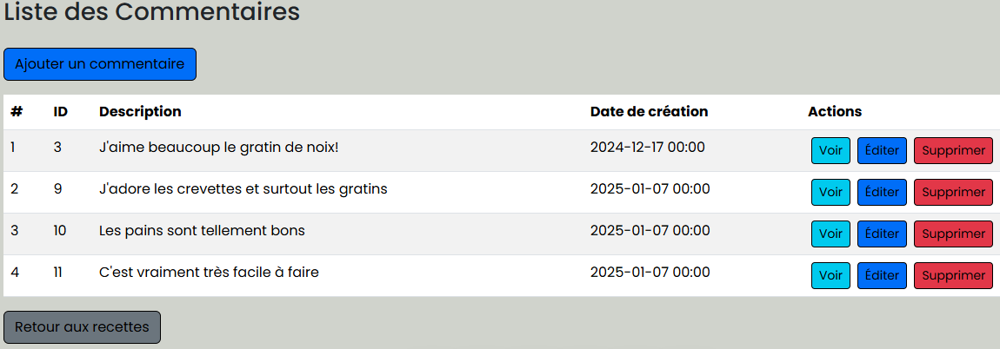 Liste des Commentaires
Ajouter un commentaire
# ID Description Date de création Actions
1 3 J'aime beaucoup le gratin de noix! 2024-12-17 00:00 Voir Éditer Supprimer
2 9 J'adore les crevettes et surtout les gratins 2025-01-07 00:00 Voir Éditer Supprimer
3 10 Les pains sont tellement bons 2025-01-07 00:00 Voir Éditer Supprimer
4 11 C'est vraiment très facile à faire 2025-01-07 00:00 Voir Éditer Supprimer
Retour aux recettes